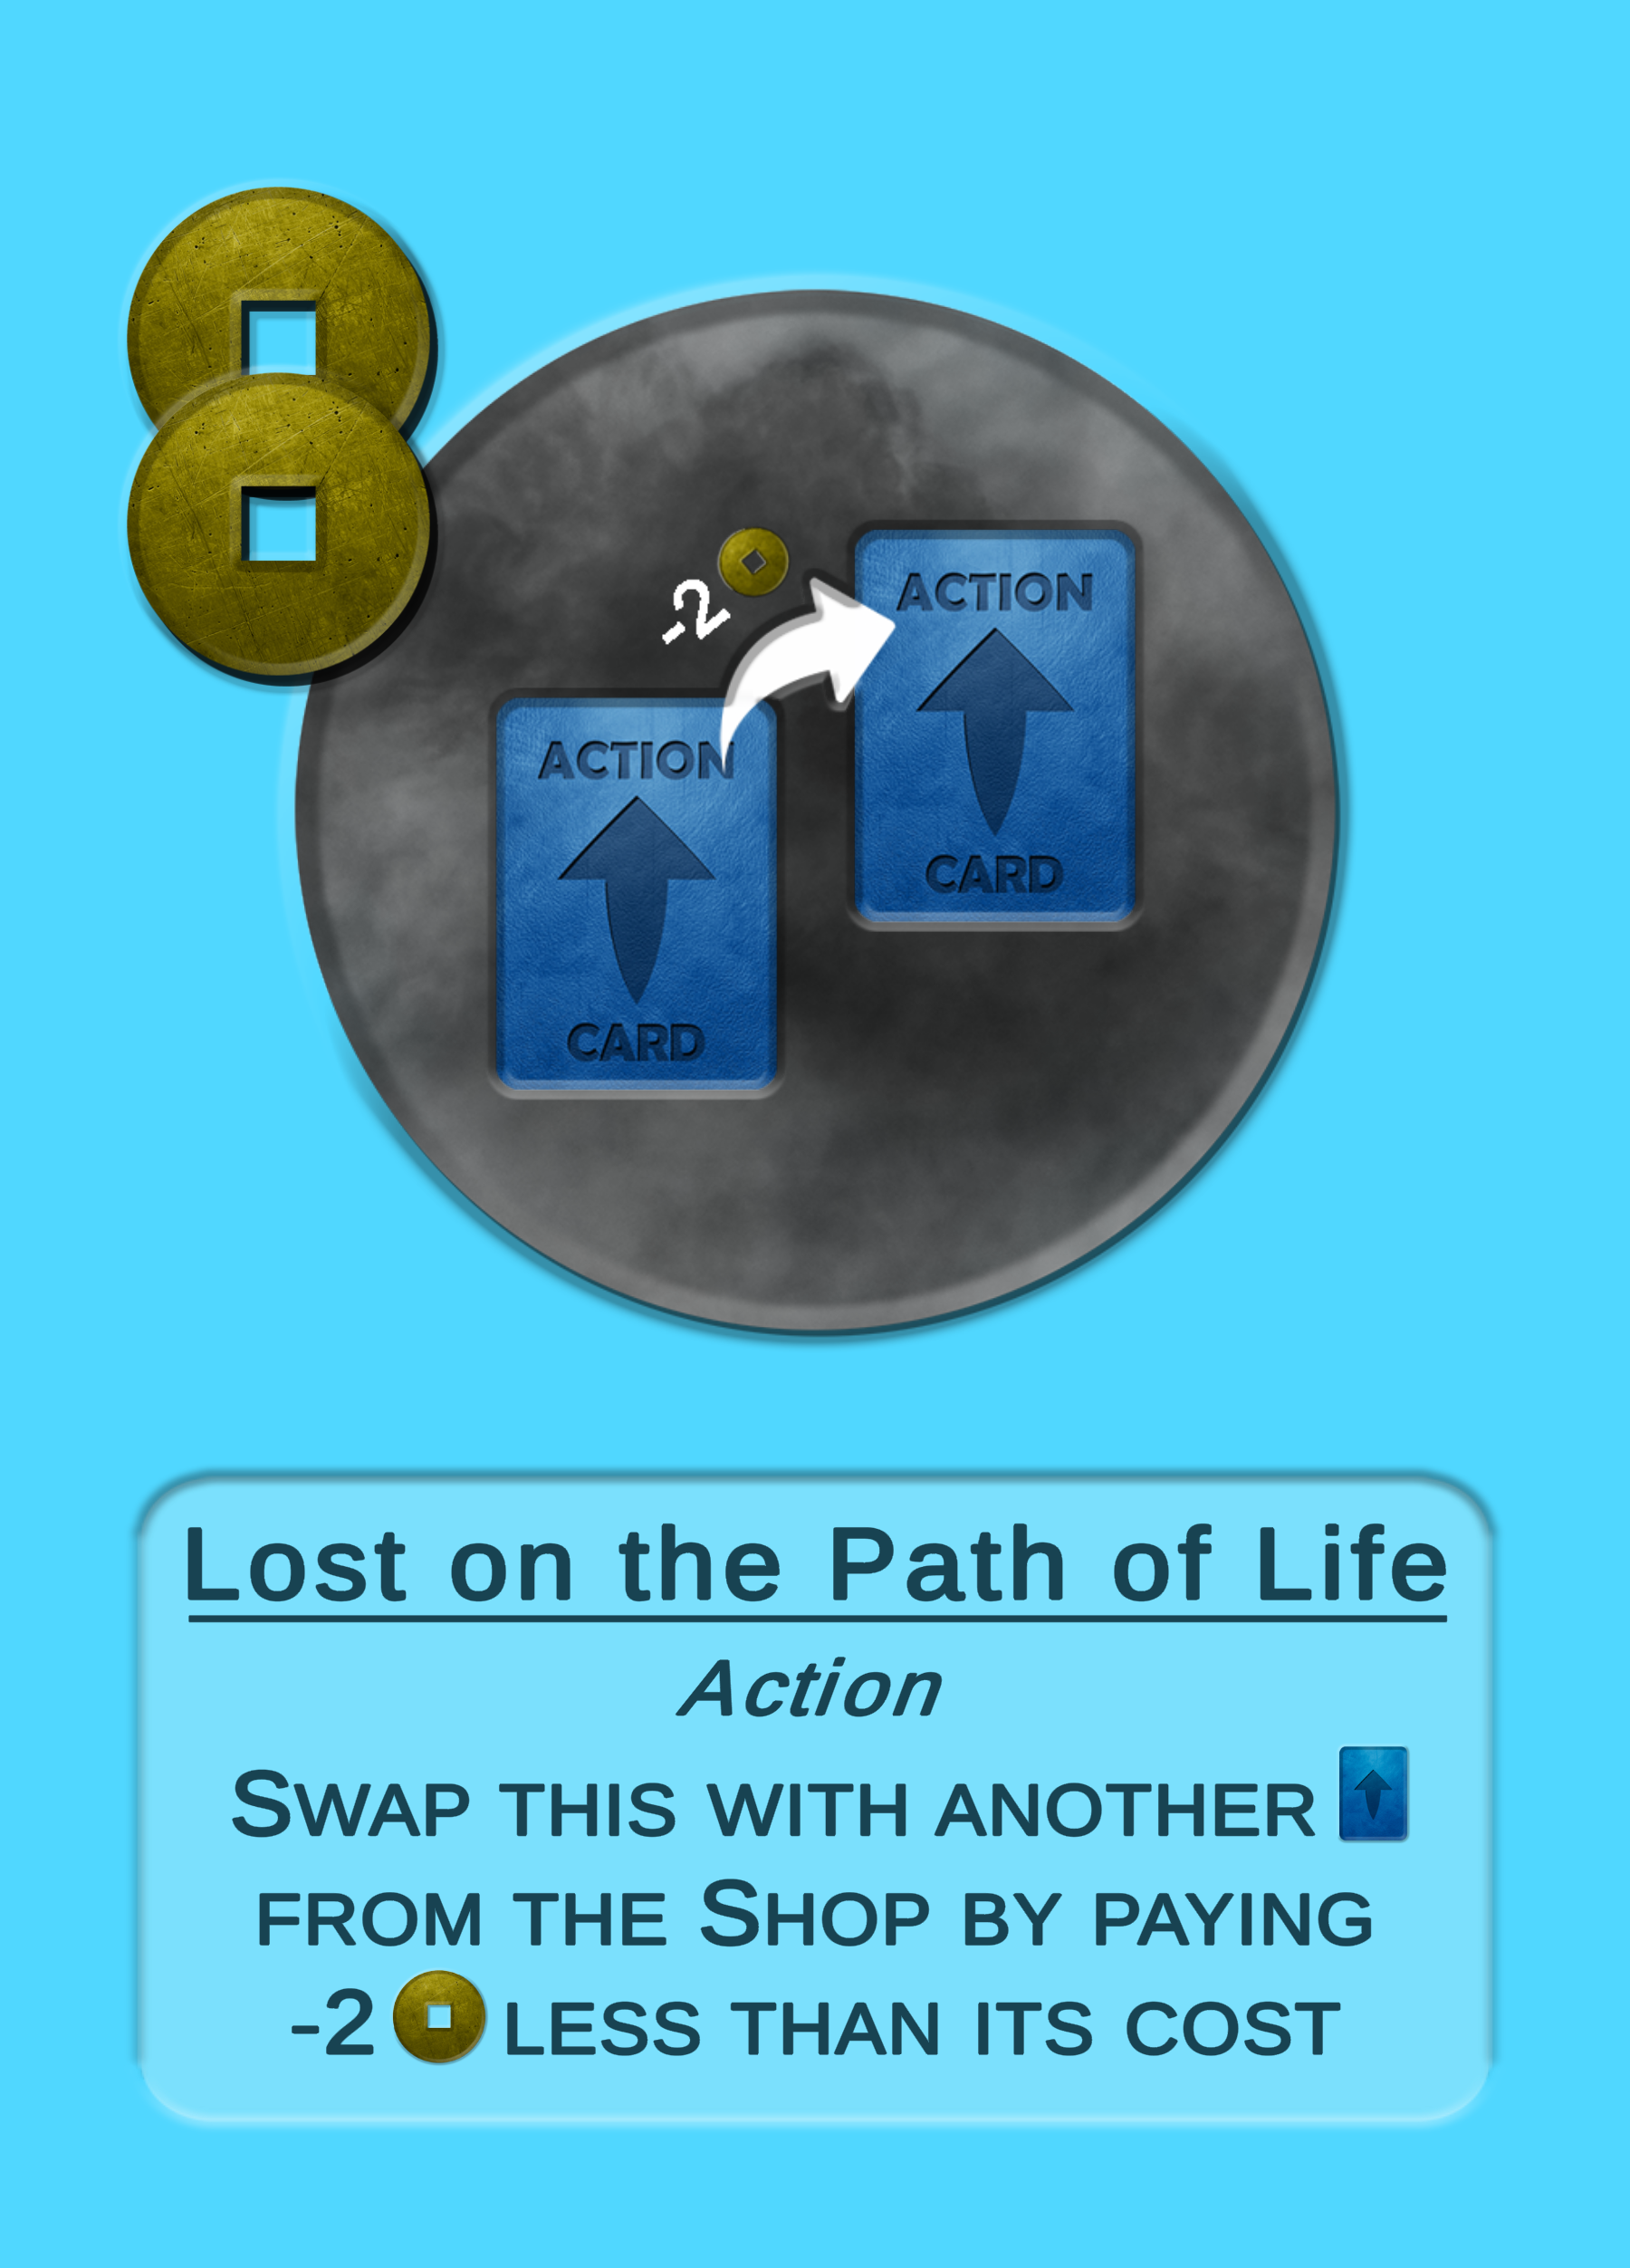 -2
ACTION
CARD
ACTION
CARD
Lost on the Path of Life
Action
Swap this with another
from the Shop by paying
-2 less than its cost